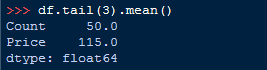 >>> df.tail(3).mean()
Count     50.0
Price    115.0
dtype: float64